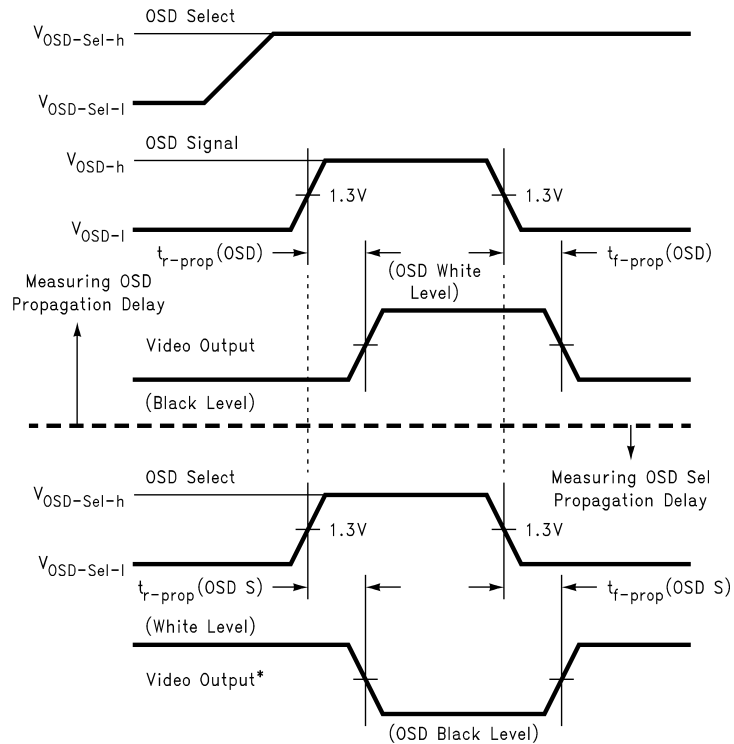 OSD Select
VOSD-Sel-h
VOSD-Sel-l
OSD Signal
VOSD-h
1.3V
1.3V
VOSD-l
tr-prop(OSD)
tf-prop(OSD)
(OSD White
Level)
Measuring OSD
Propagation Delay
Video Output
(Black Level)
OSD Select
Measuring OSD Sel
Propagation Delay
VOSD-Sel-h
1.3V
1.3V
VOSD-Sel-l
tr-prop(OSD S)
tf-prop(OSD S)
(White Level)
Video Output*
(OSD Black Level)